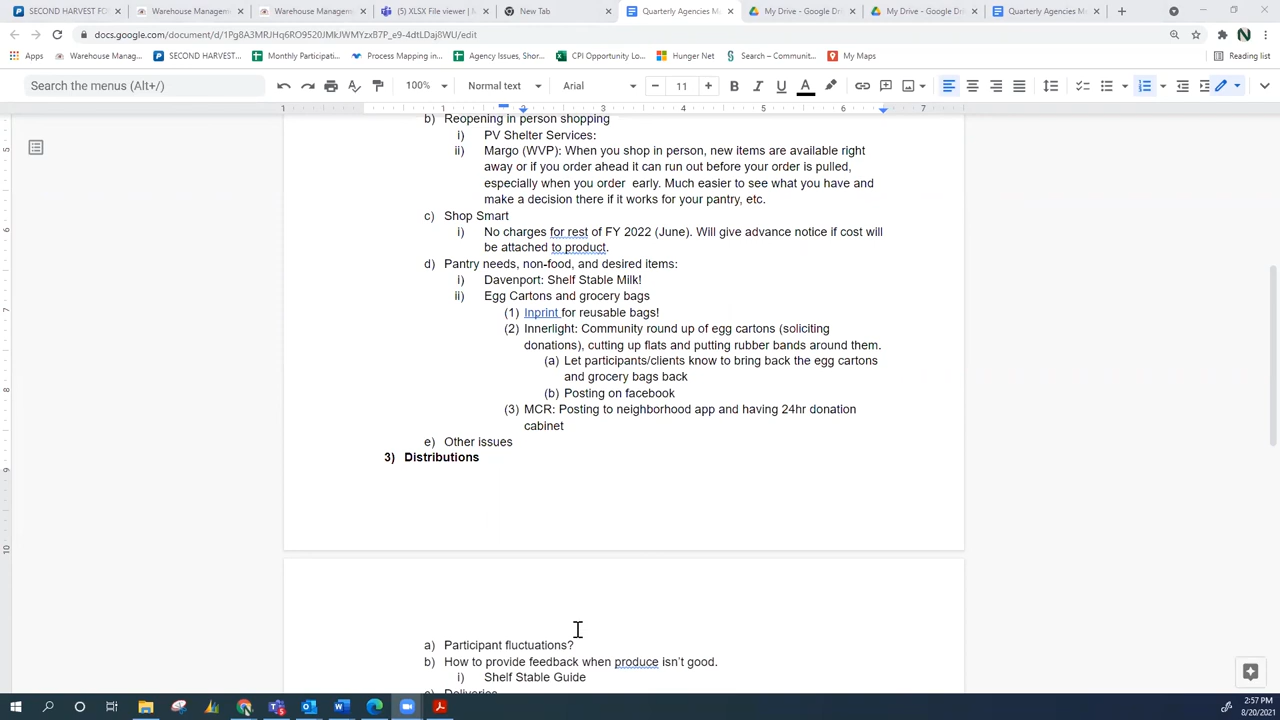 SECOND HARVEST FO
Warehouse Manage
Warehouse Managem
(5) XLSX File viewer | M
New Tab
Quarterly Agencies M
My Drive - Google Dr
My Drive - Google Dri
Quarterly Agencies Mo
docs.google.com/document/d/
Apps
Warehouse Manag...
SECOND HARVEST...
Monthly Participati...
Process Mapping in...
Agency Issues, Shor...
CPI Opportunity Lo...
Hunger Net
Search – Communit...
My Maps
Reading list
Search the menus (Alt+/)
100%
Normal text
Arial
11
1 1 2 3 4 5 6 7
b) Reopening in person shopping
i) PV Shelter Services:
ii) Margo (WVP): When you shop in person, new items are available right
away or if you order ahead it can run out before your order is pulled,
especially when you order early. Much easier to see what you have and
make a decision there if it works for your pantry, etc.
c) Shop Smart
i) No charges for rest of FY 2022 (June). Will give advance notice if cost will
be attached to product.
d) Pantry needs, non-food, and desired items:
i) Davenport: Shelf Stable Milk!
ii) Egg Cartons and grocery bags
(1) Inprint for reusable bags!
(2) Innerlight: Community round up of egg cartons (soliciting
donations), cutting up flats and putting rubber bands around them.
(a) Let participants/clients know to bring back the egg cartons
and grocery bags back
(b) Posting on facebook
(3) MCR: Posting to neighborhood app and having 24hr donation
cabinet
e) Other issues
3) Distributions
a) Participant fluctuations?
b) How to provide feedback when produce isn't good.
i) Shelf Stable Guide
c) Deliveries
2:57 PM
8/20/2021